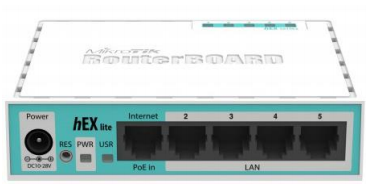 MikroTik
RouterBOARD
Power
hEX lite
Internet
2
3
4
5
RES
PWR
USR
DC10-28V
PoE in
LAN